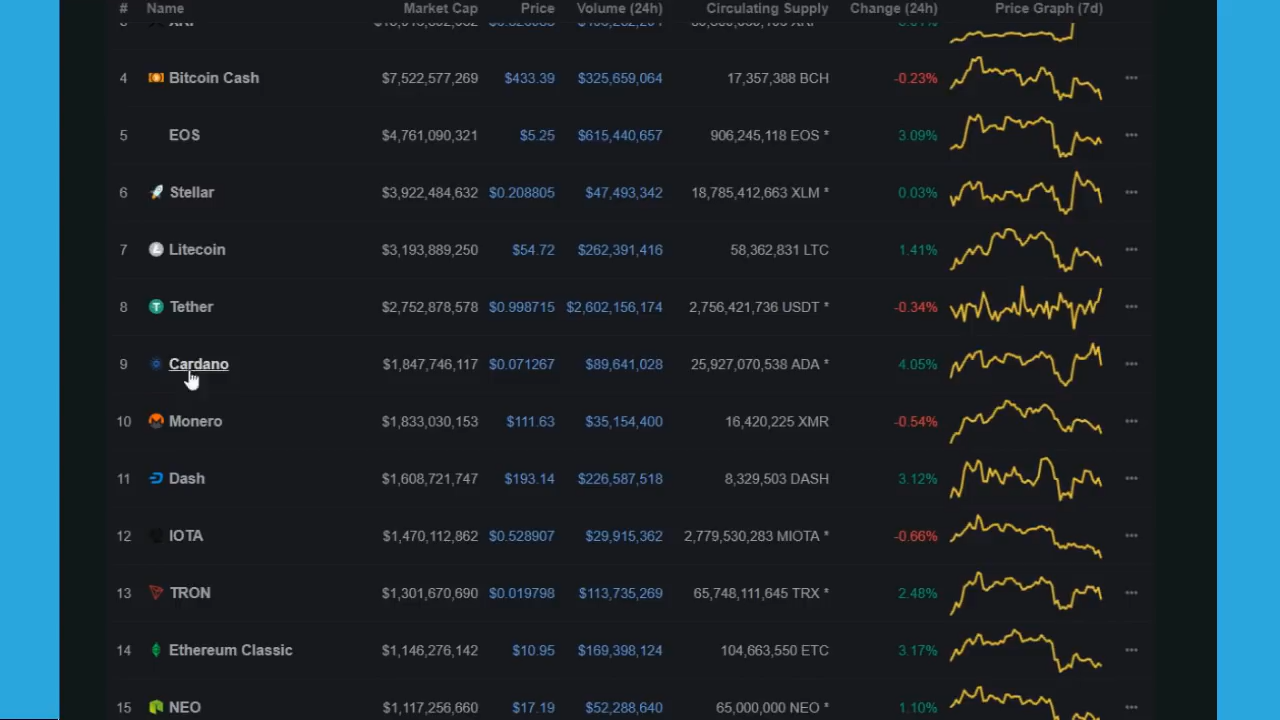 # Name Market Cap Price Volume (24h) Circulating Supply Change (24h) Price Graph (7d)
4 Bitcoin Cash $7,522,577,269 $433.39 $325,659,064 17,357,388 BCH -0.23% •••
5 EOS $4,761,090,321 $5.25 $615,440,657 906,245,118 EOS * 3.09% •••
6 Stellar $3,922,484,632 $0.208805 $47,493,342 18,785,412,663 XLM * 0.03% •••
7 Litecoin $3,193,889,250 $54.72 $262,391,416 58,362,831 LTC 1.41% •••
8 Tether $2,752,878,578 $0.998715 $2,602,156,174 2,756,421,736 USDT * -0.34% •••
9 Cardano $1,847,746,117 $0.071267 $89,641,028 25,927,070,538 ADA * 4.05% •••
10 Monero $1,833,030,153 $111.63 $35,154,400 16,420,225 XMR -0.54% •••
11 Dash $1,608,721,747 $193.14 $226,587,518 8,329,503 DASH 3.12% •••
12 IOTA $1,470,112,862 $0.528907 $29,915,362 2,779,530,283 MIOTA * -0.66% •••
13 TRON $1,301,670,690 $0.019798 $113,735,269 65,748,111,645 TRX * 2.48% •••
14 Ethereum Classic $1,146,276,142 $10.95 $169,398,124 104,663,550 ETC 3.17% •••
15 NEO $1,117,256,660 $17.19 $52,288,640 65,000,000 NEO * 1.10% •••